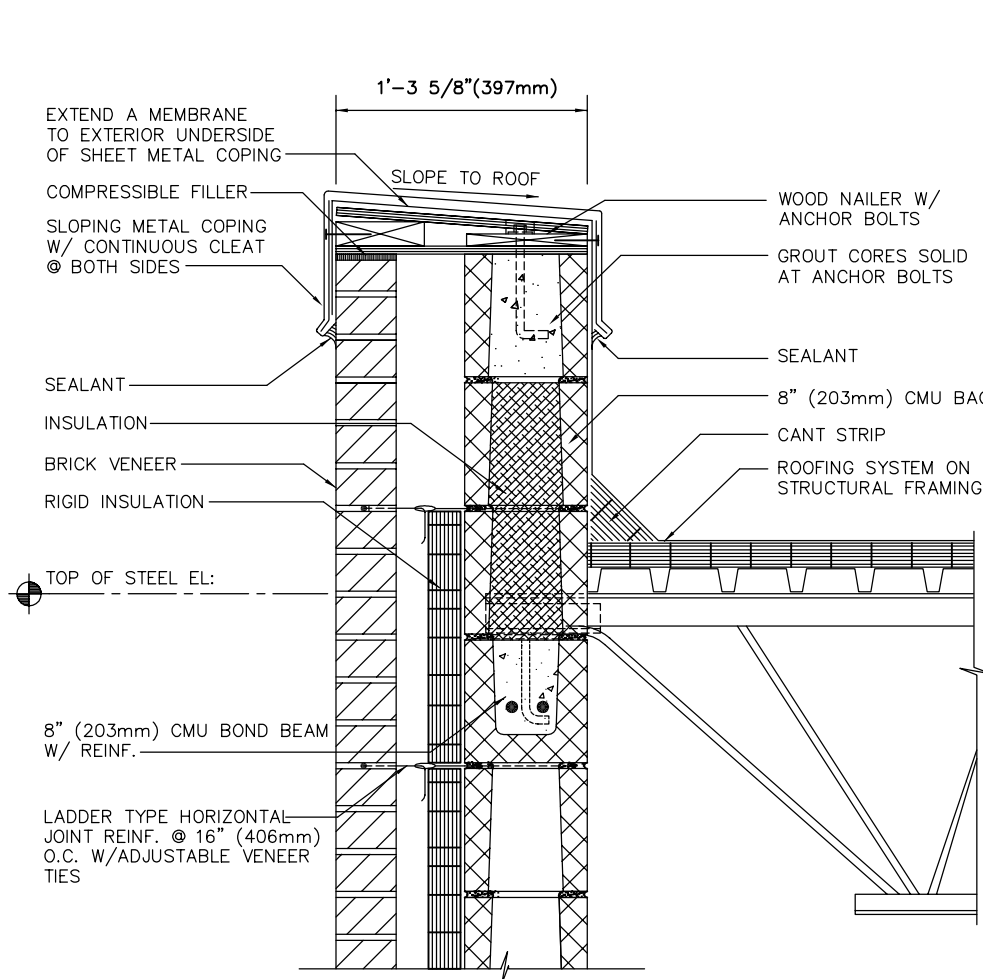 1'-3 5/8"(397mm)
EXTEND A MEMBRANE
TO EXTERIOR UNDERSIDE
OF SHEET METAL COPING
COMPRESSIBLE FILLER
SLOPING METAL COPING
W/ CONTINUOUS CLEAT
@ BOTH SIDES
SEALANT
INSULATION
BRICK VENEER
RIGID INSULATION
TOP OF STEEL EL:
8" (203mm) CMU BOND BEAM
W/ REINF.
LADDER TYPE HORIZONTAL
JOINT REINF. @ 16" (406mm)
O.C. W/ADJUSTABLE VENEER
TIES
SLOPE TO ROOF
WOOD NAILER W/
ANCHOR BOLTS
GROUT CORES SOLID
AT ANCHOR BOLTS
SEALANT
8" (203mm) CMU
CANT STRIP
ROOFING SYSTEM ON
STRUCTURAL FRAMING